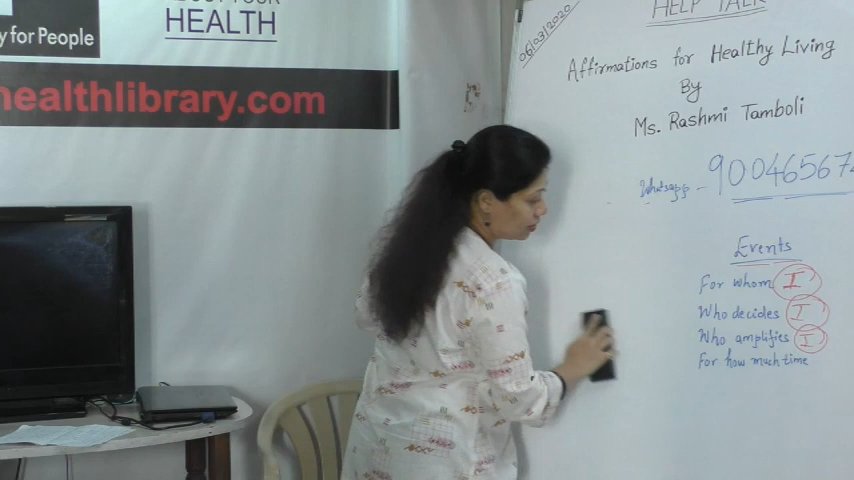 HEALTH
y for People
healthlibrary.com
06/03/2020
HELP TALK
Affirmations for Healthy Living
By
Ms. Rashmi Tamboli
Whatsapp - 90046567
Events
For whom I
Who decides I
Who amplifies I
For how much time